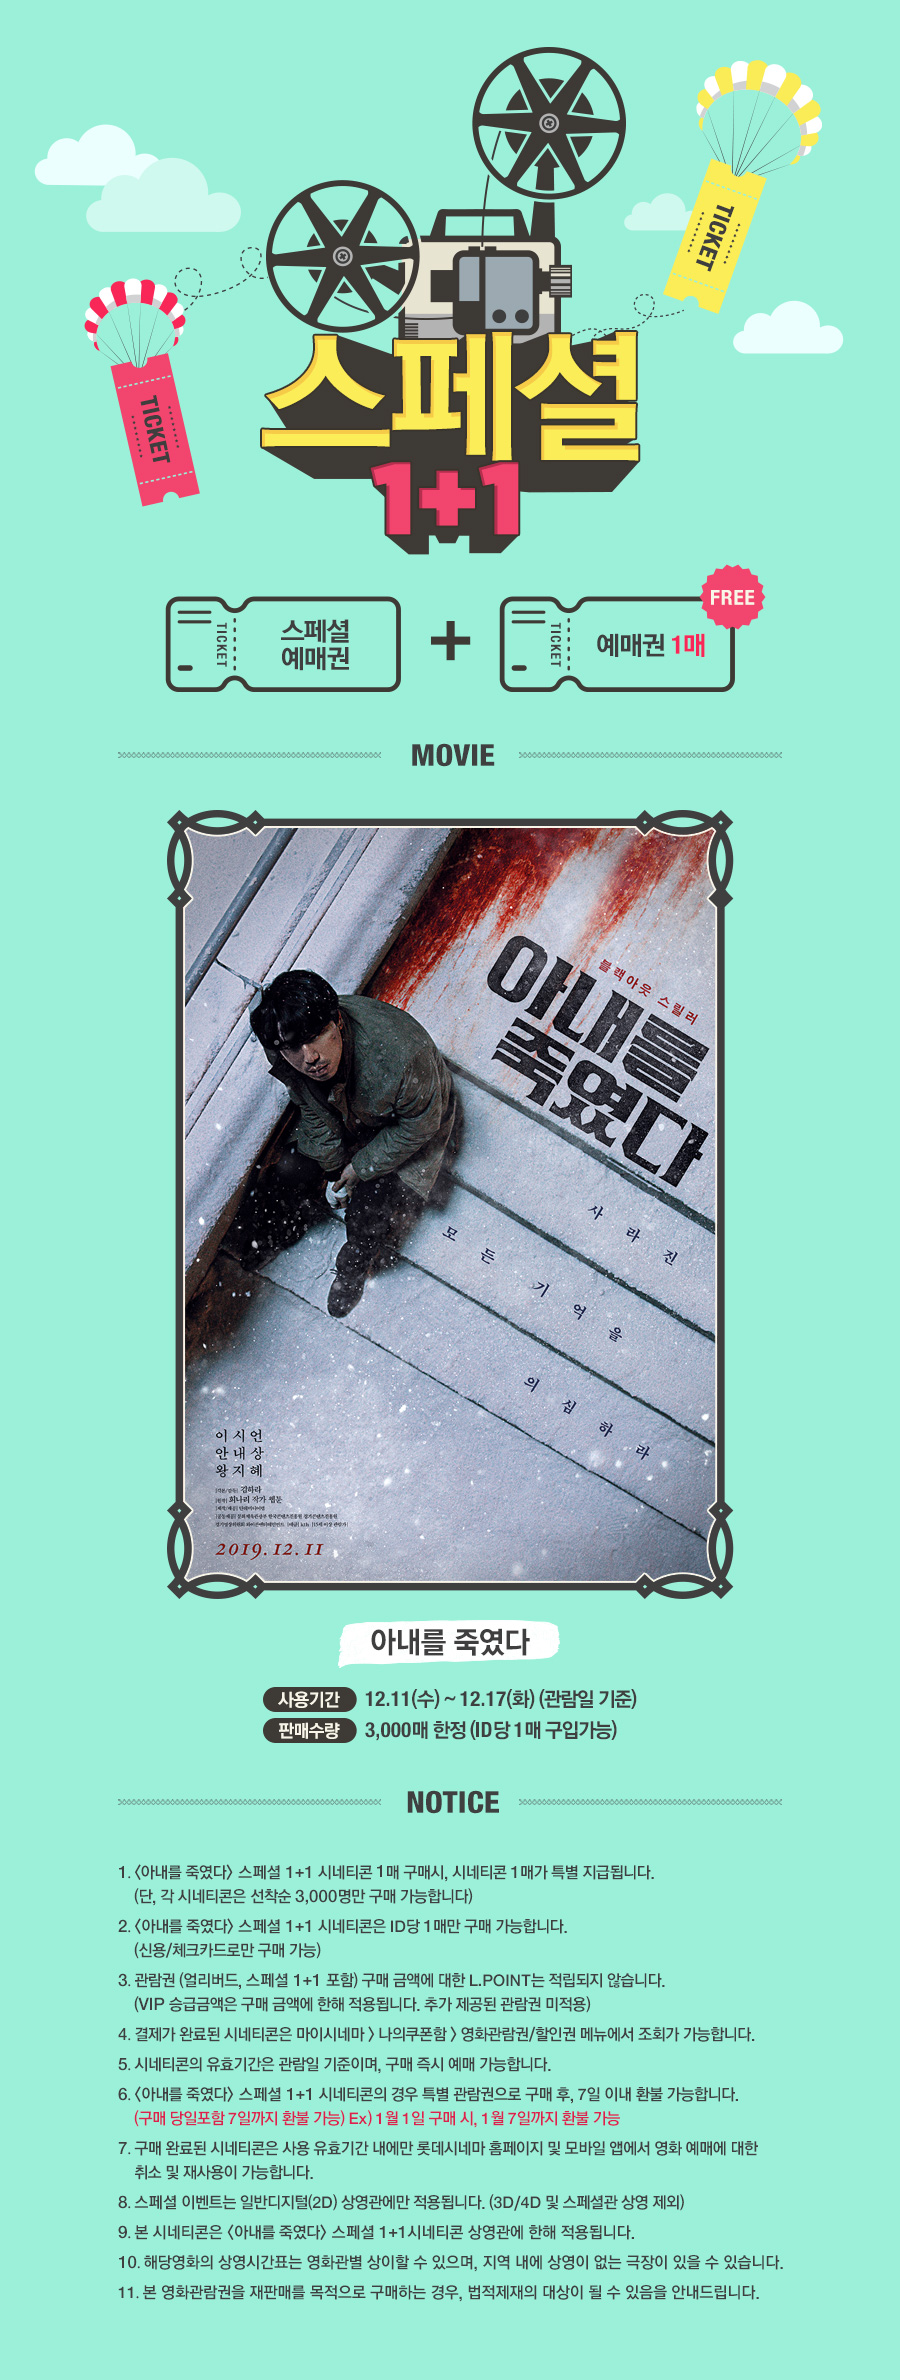 TICKET
TICKET
스페셜
1+1
TICKET
스페셜
예매권
+
TICKET
예매권 1매
FREE
MOVIE
블랙아웃 스릴러
아내를
죽였다
사라진
모든 기억을
의심하라
이시언
안내상
왕지혜
김하라
희나리 작가 웹툰
2019. 12. 11
아내를 죽였다
사용기간 12.11(수) ~ 12.17(화) (관람일 기준)
판매수량 3,000매 한정 (ID당 1매 구입가능)
NOTICE
1. 〈아내를 죽였다〉 스페셜 1+1 시네티콘 1매 구매시, 시네티콘 1매가 특별 지급됩니다.
(단, 각 시네티콘은 선착순 3,000명만 구매 가능합니다)
2. 〈아내를 죽였다〉 스페셜 1+1 시네티콘은 ID당 1매만 구매 가능합니다.
(신용/체크카드로만 구매 가능)
3. 관람권 (얼리버드, 스페셜 1+1 포함) 구매 금액에 대한 L.POINT는 적립되지 않습니다.
(VIP 승급금액은 구매 금액에 한해 적용됩니다. 추가 제공된 관람권 미적용)
4. 결제가 완료된 시네티콘은 마이시네마 > 나의쿠폰함 > 영화관람권/할인권 메뉴에서 조회가 가능합니다.
5. 시네티콘의 유효기간은 관람일 기준이며, 구매 즉시 예매 가능합니다.
6. 〈아내를 죽였다〉 스페셜 1+1 시네티콘의 경우 특별 관람권으로 구매 후, 7일 이내 환불 가능합니다.
(구매 당일포함 7일까지 환불 가능) Ex) 1월 1일 구매 시, 1월 7일까지 환불 가능
7. 구매 완료된 시네티콘은 사용 유효기간 내에만 롯데시네마 홈페이지 및 모바일 앱에서 영화 예매에 대한
취소 및 재사용이 가능합니다.
8. 스페셜 이벤트는 일반디지털(2D) 상영관에만 적용됩니다. (3D/4D 및 스페셜관 상영 제외)
9. 본 시네티콘은 〈아내를 죽였다〉 스페셜 1+1시네티콘 상영관에 한해 적용됩니다.
10. 해당영화의 상영시간표는 영화관별 상이할 수 있으며, 지역 내에 상영이 없는 극장이 있을 수 있습니다.
11. 본 영화관람권을 재판매를 목적으로 구매하는 경우, 법적제재의 대상이 될 수 있음을 안내드립니다.